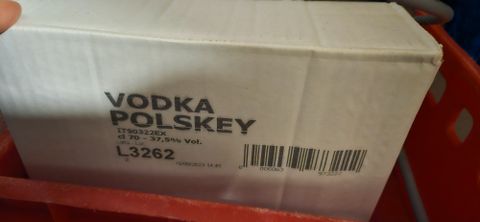 VODKA
POLSKEY
IT90322EX
cl 70 - 37,5% Vol.
L3262